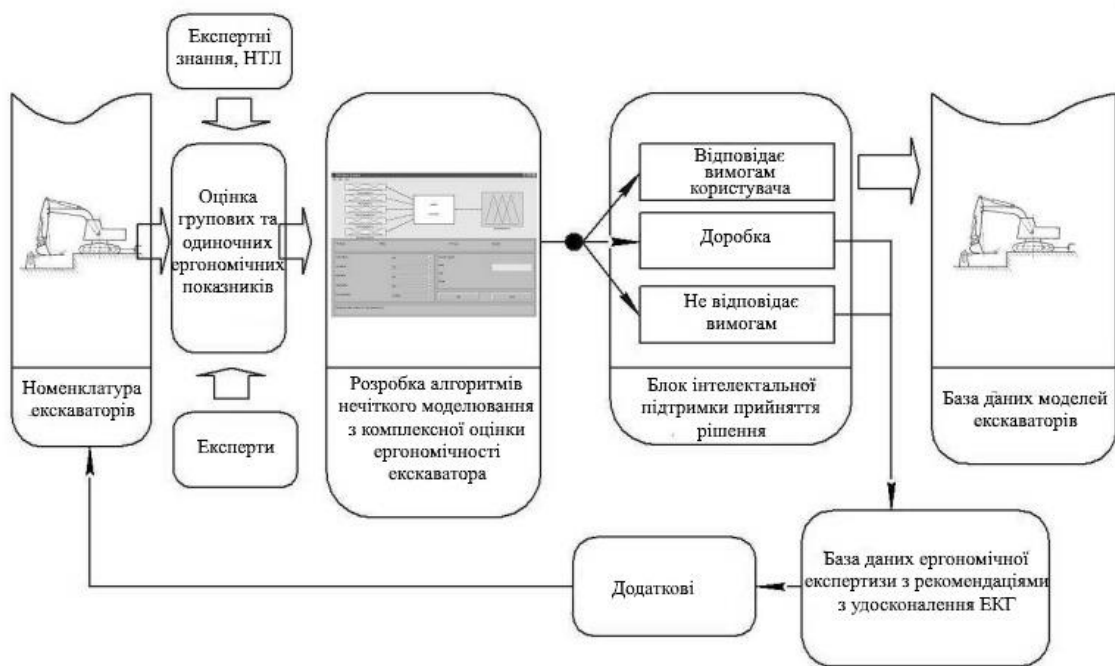 Експертні
знання, НТЛ
Оцінка
групових та
одиночних
ергономічних
показників
Номенклатура
екскаваторів
Експерти
Розробка алгоритмів
нечіткого моделювання
з комплексної оцінки
ергономічності
екскаватора
Відповідає
вимогам
користувача
Доробка
Не відповідає
вимогам
Блок інтелектальної
підтримки прийняття
рішення
База даних моделей
екскаваторів
Додаткові
База даних ергономічної
експертизи з рекомендаціями
з удосконалення ЕКГ